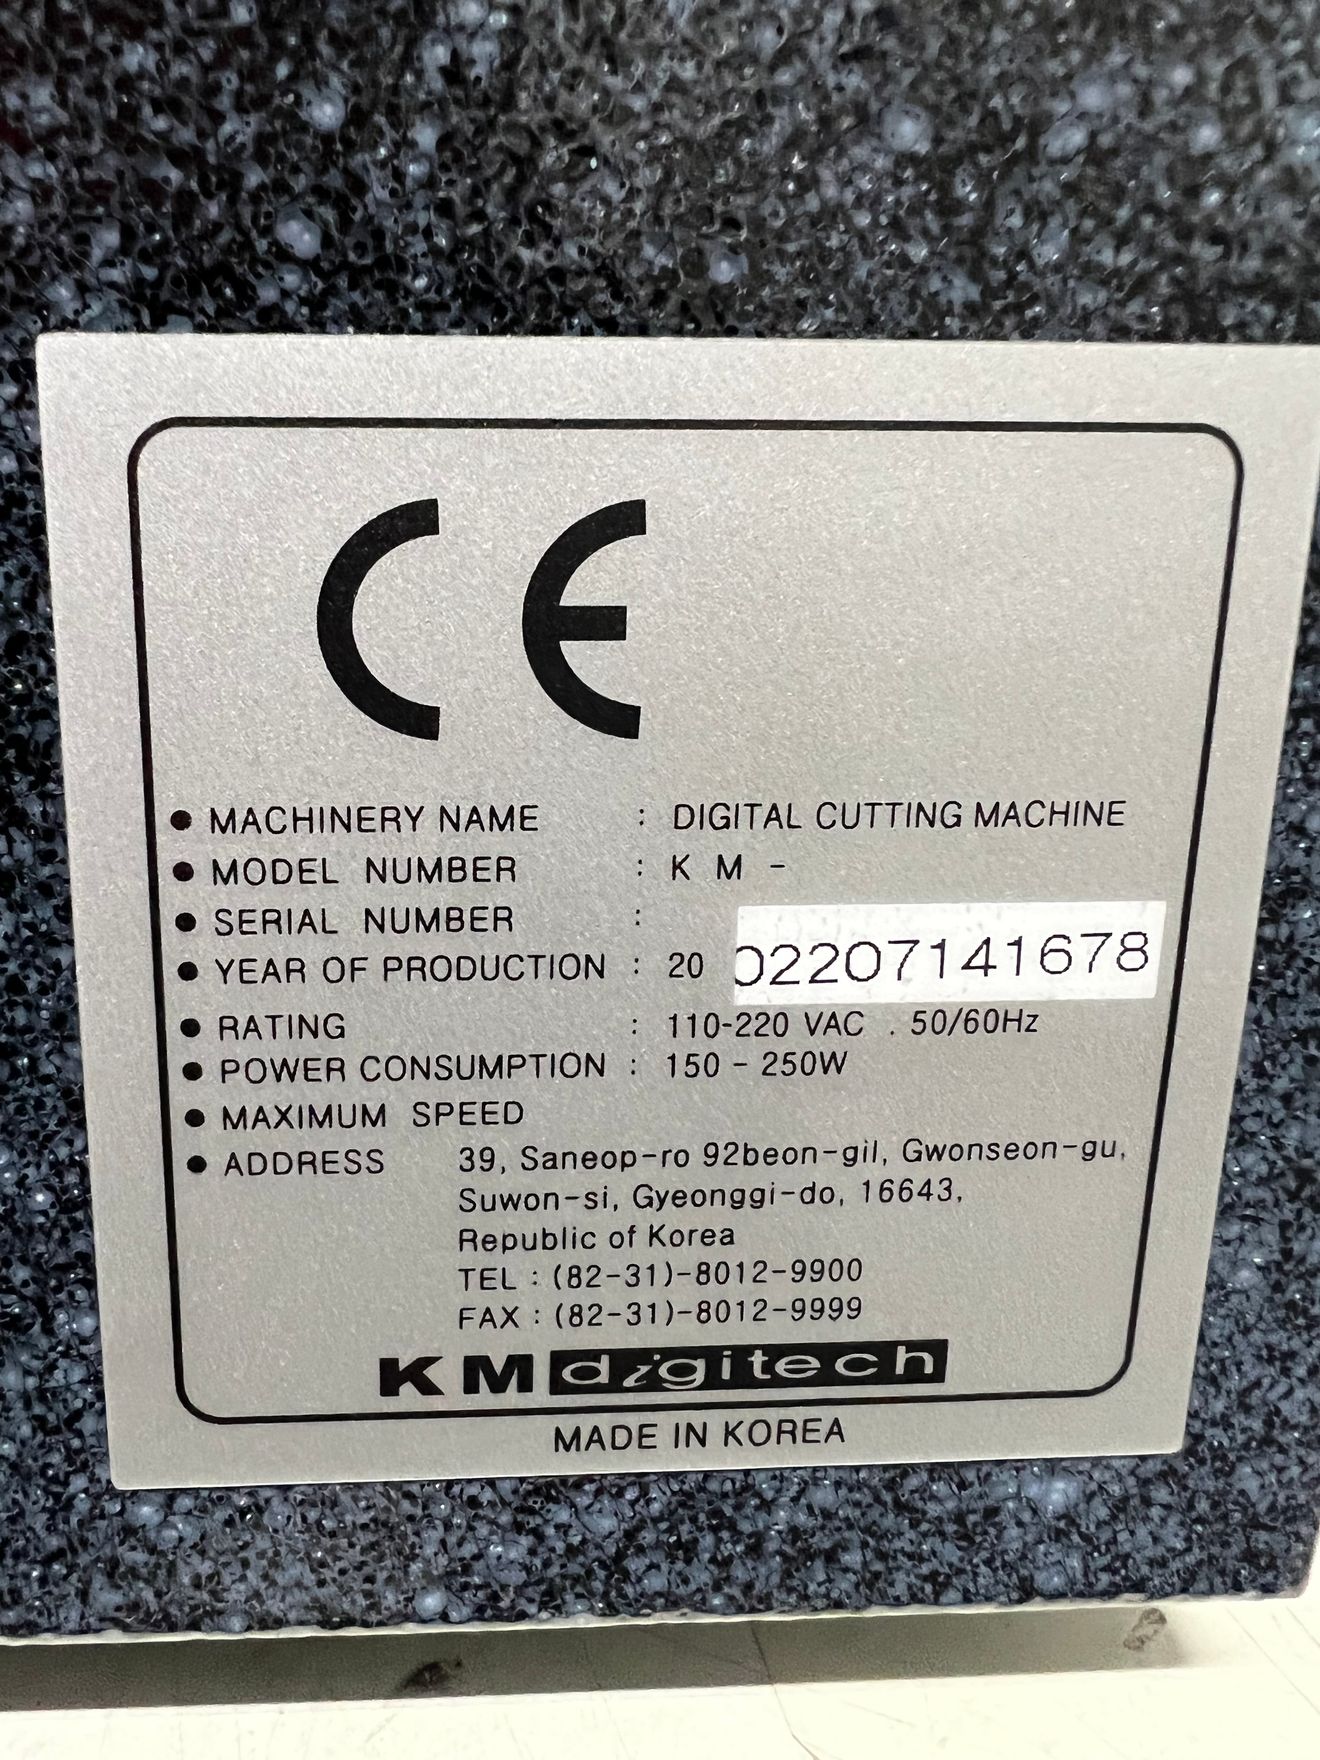 CE
● MACHINERY NAME : DIGITAL CUTTING MACHINE
● MODEL NUMBER : K M -
● SERIAL NUMBER :
● YEAR OF PRODUCTION : 20
02207141678
● RATING : 110-220 VAC . 50/60Hz
● POWER CONSUMPTION : 150 - 250W
● MAXIMUM SPEED
● ADDRESS 39, Saneop-ro 92beon-gil, Gwonseon-gu,
Suwon-si, Gyeonggi-do, 16643,
Republic of Korea
TEL : (82-31)-8012-9900
FAX : (82-31)-8012-9999
KM digitech
MADE IN KOREA